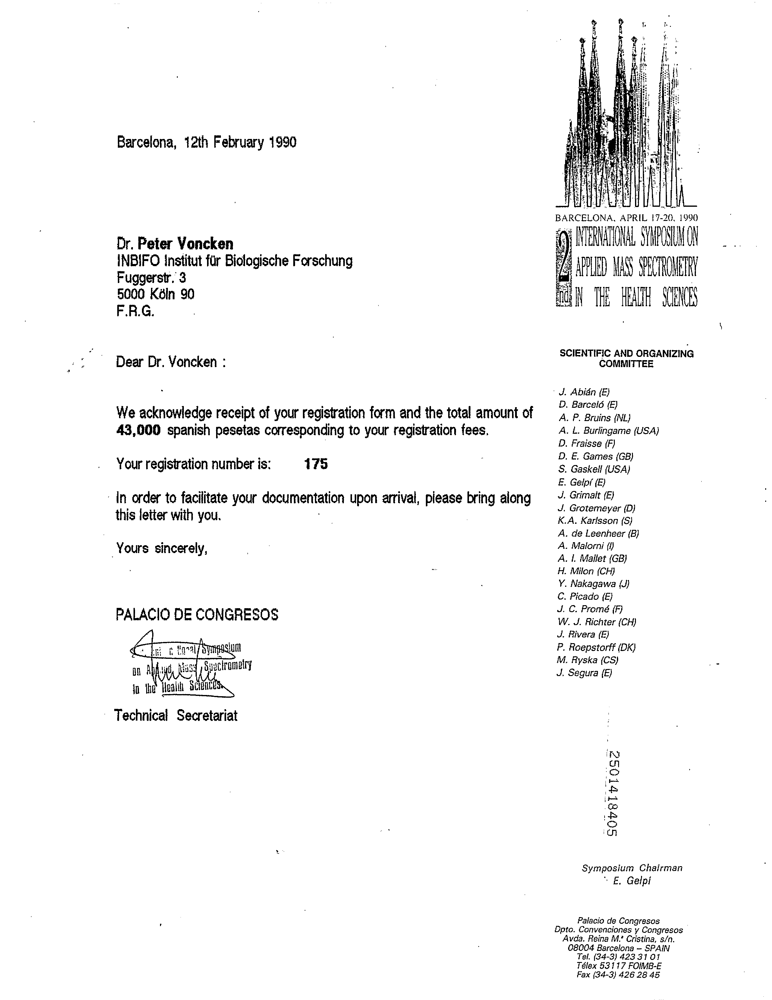 Barcelona, 12th February 1990
BARCELONA, APRIL 17-20, 1990
2nd INTERNATIONAL SYMPOSIUM ON
APPLIED MASS SPECTROMETRY
IN THE HEALTH SCIENCES
Dr. Peter Voncken
INBIFO Institut für Biologische Forschung
Fuggerstr. 3
5000 Köln 90
F.R.G.
Dear Dr. Voncken :
We acknowledge receipt of your registration form and the total amount of
43,000 spanish pesetas corresponding to your registration fees.
Your registration number is: 175
In order to facilitate your documentation upon arrival, please bring along
this letter with you.
Yours sincerely,
PALACIO DE CONGRESOS
Symposium
on Mass Spectrometry
in the Health Sciences.
Technical Secretariat
SCIENTIFIC AND ORGANIZING
COMMITTEE
J. Abián (E)
D. Barceló (E)
A. P. Bruins (NL)
A. L. Burlingame (USA)
D. Fraisse (F)
D. E. Games (GB)
S. Gaskell (USA)
E. Gelpí (E)
J. Grimalt (E)
J. Grotemeyer (D)
K.A. Karlsson (S)
A. de Leenheer (B)
A. Malorni (I)
A. I. Mallet (GB)
H. Milon (CH)
Y. Nakagawa (J)
C. Picado (E)
J. C. Promé (F)
W. J. Richter (CH)
J. Rivera (E)
P. Roepstorff (DK)
M. Ryska (CS)
J. Segura (E)
2501418405
Symposium Chairman
E. Gelpi
Palacio de Congresos
Dpto. Convenciones y Congresos
Avda. Reina M.ª Cristina, s/n.
08004 Barcelona – SPAIN
Tel. (34-3) 423 31 01
Télex 53117 FOIMB-E
Fax (34-3) 426 28 45